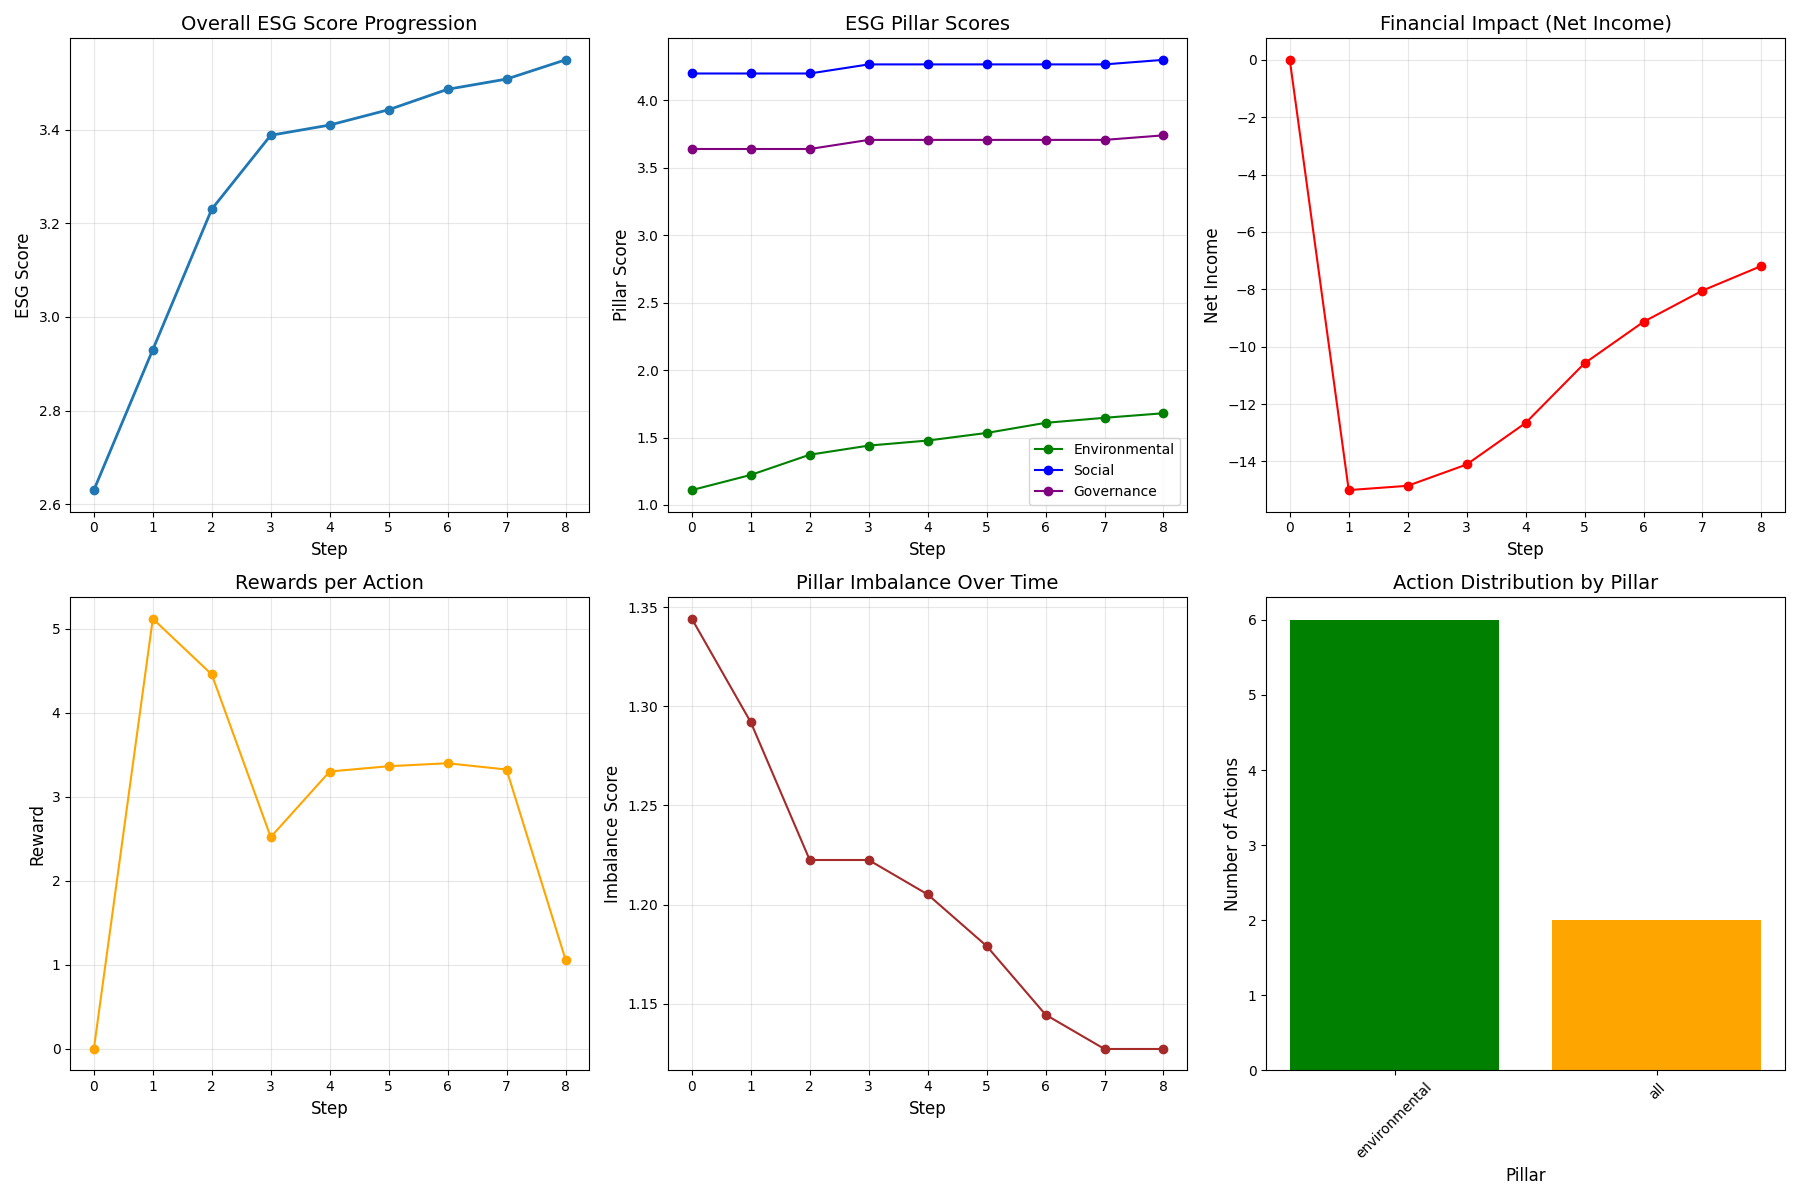 Overall ESG Score Progression
ESG Score
3.4
3.2
3.0
2.8
2.6
0 1 2 3 4 5 6 7 8
Step
ESG Pillar Scores
Pillar Score
4.0
3.5
3.0
2.5
2.0
1.5
1.0
Environmental
Social
Governance
0 1 2 3 4 5 6 7 8
Step
Financial Impact (Net Income)
Net Income
0
−2
−4
−6
−8
−10
−12
−14
0 1 2 3 4 5 6 7 8
Step
Rewards per Action
Reward
5
4
3
2
1
0
0 1 2 3 4 5 6 7 8
Step
Pillar Imbalance Over Time
Imbalance Score
1.35
1.30
1.25
1.20
1.15
0 1 2 3 4 5 6 7 8
Step
Action Distribution by Pillar
Number of Actions
6
5
4
3
2
1
0
environmental
all
Pillar